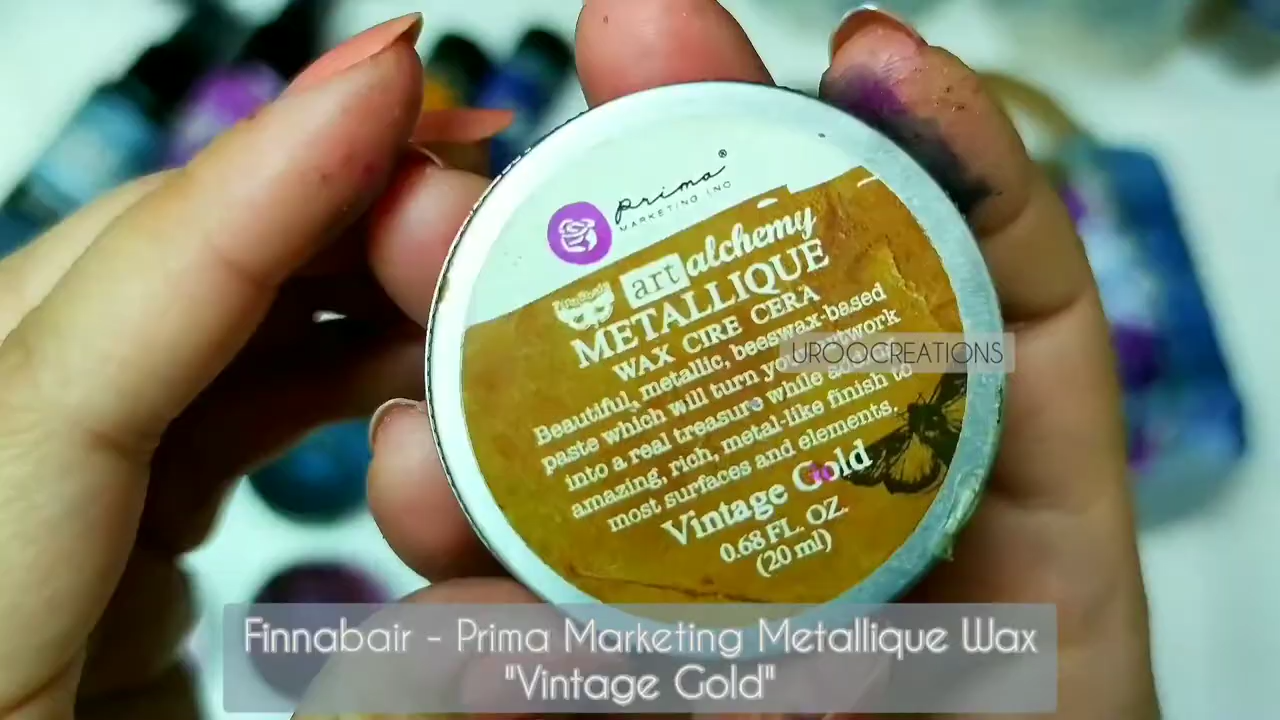 prima®
MARKETING INC
Finnabair
art alchemy
METALLIQUE
WAX CIRE CERA
Beautiful, metallic, beeswax-based
paste which will turn your artwork
into a real treasure while adding
amazing, rich, metal-like finish to
most surfaces and elements.
Vintage Gold
0.68 FL. OZ.
(20 ml)
UROOCREATIONS
Finnabair - Prima Marketing Metallique Wax
"Vintage Gold"